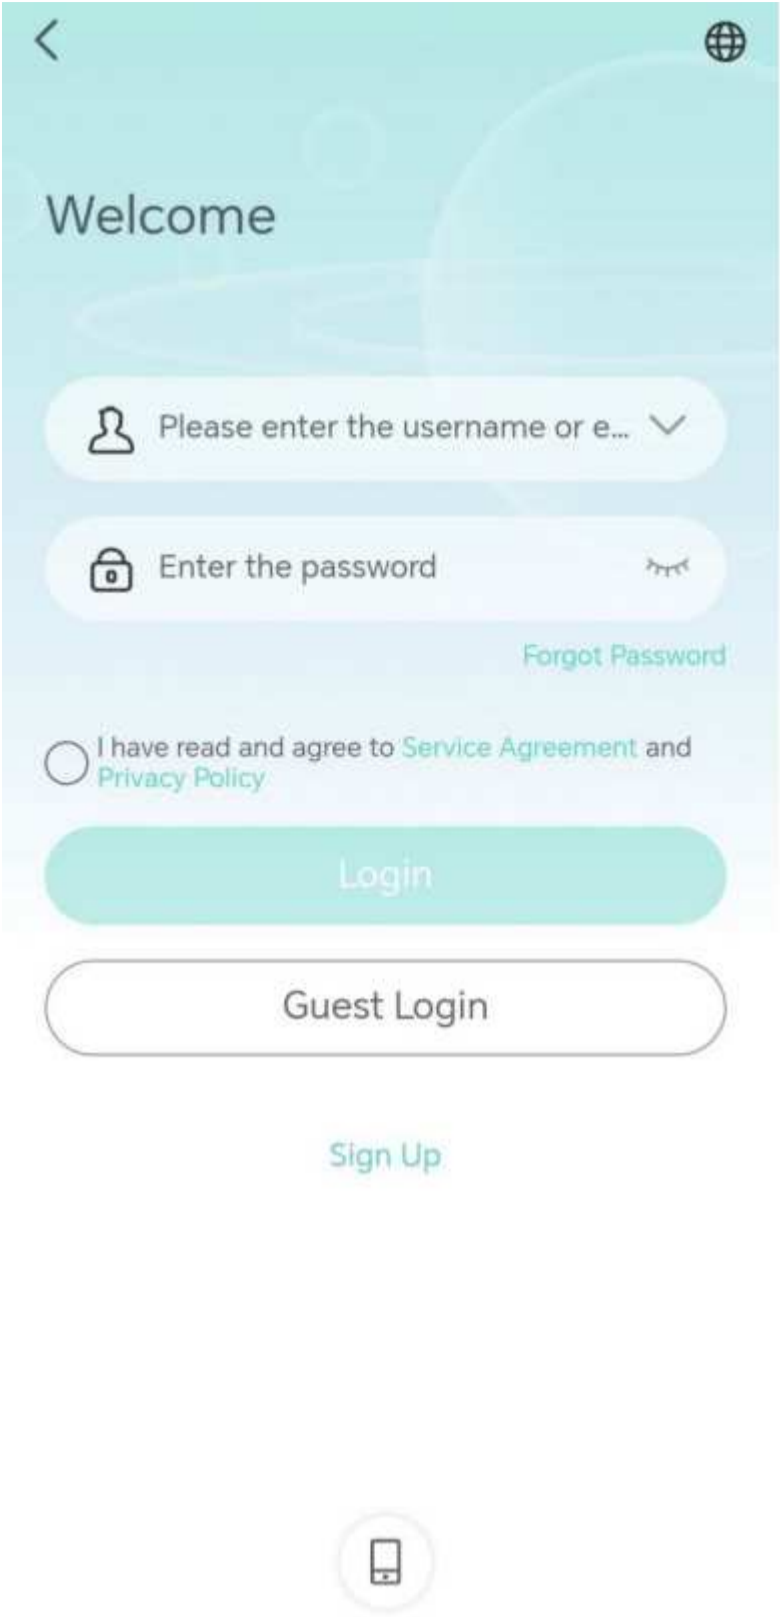 Welcome
Please enter the username or e...
Enter the password
Forgot Password
I have read and agree to Service Agreement and
Privacy Policy
Login
Guest Login
Sign Up